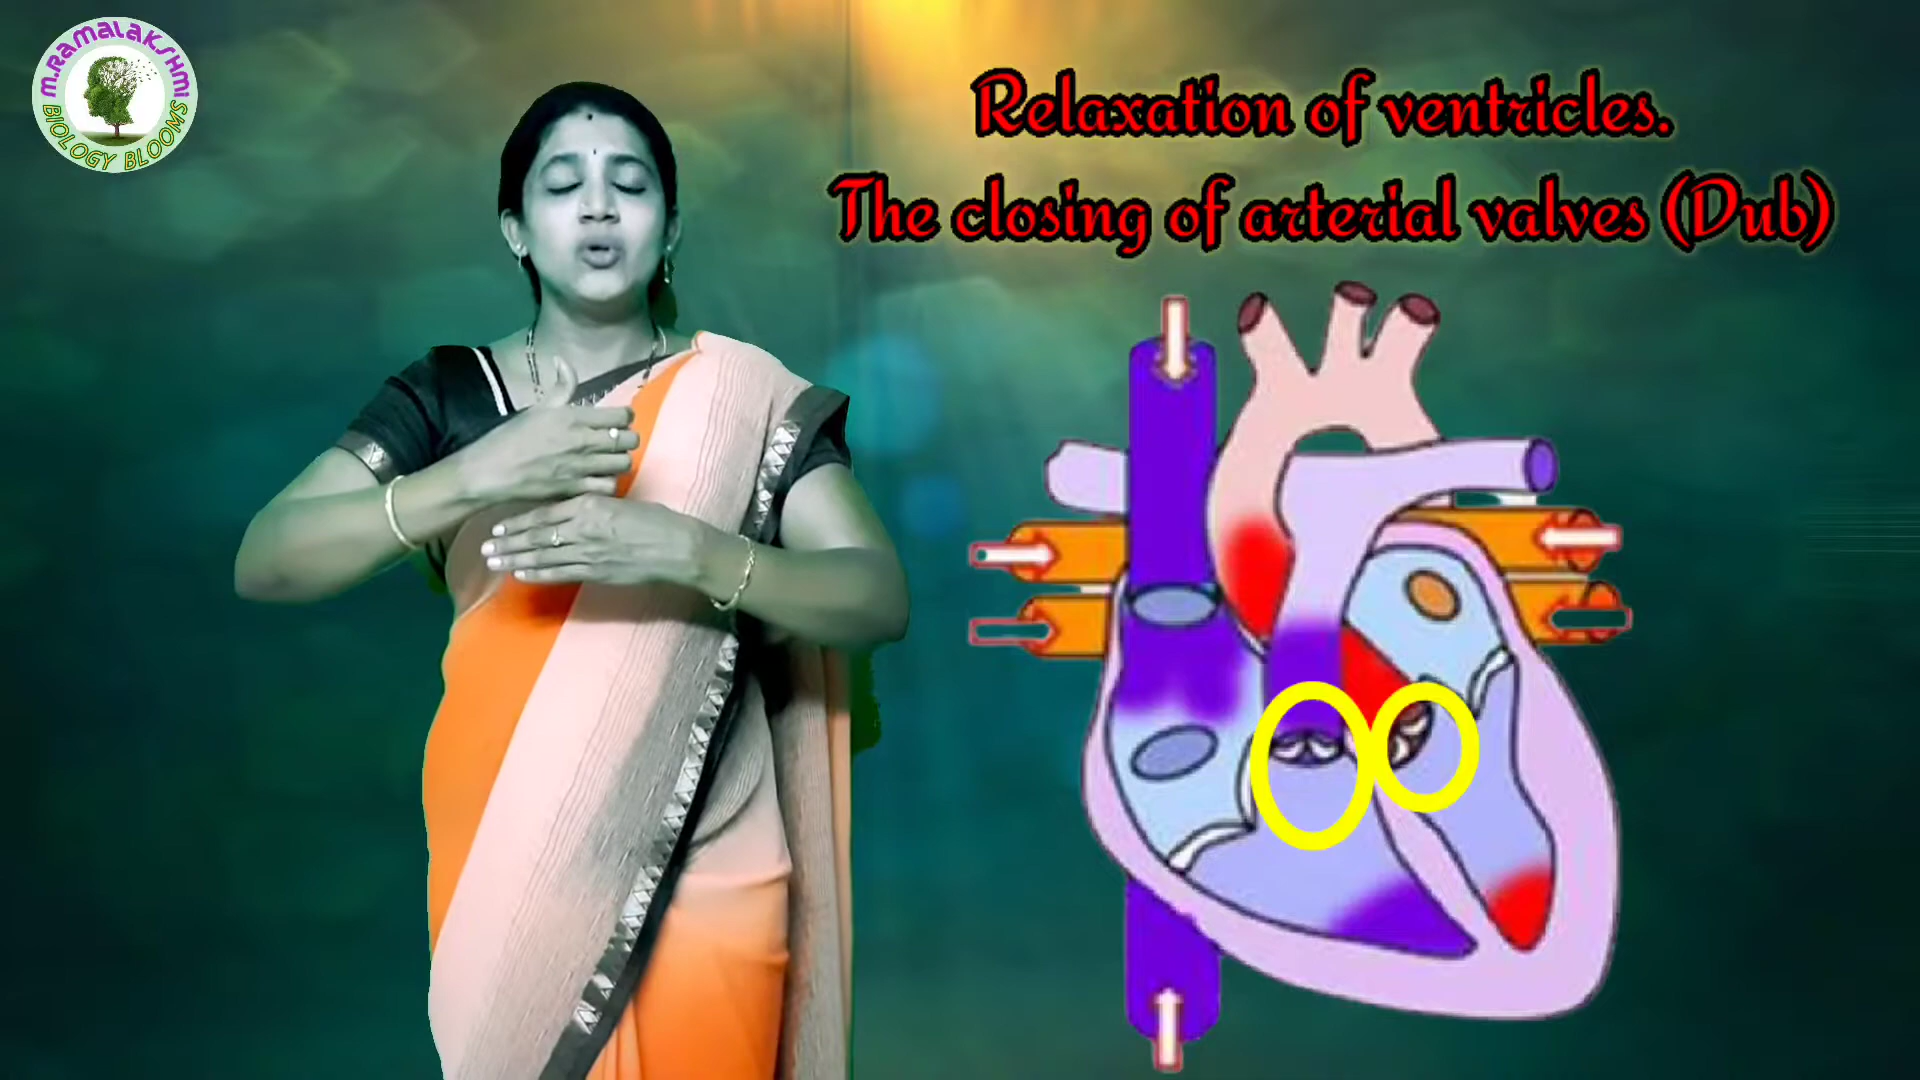 M.RAMALAKSHMI
BIOLOGY BLOOMS
Relaxation of ventricles.
The closing of arterial valves (Dub)